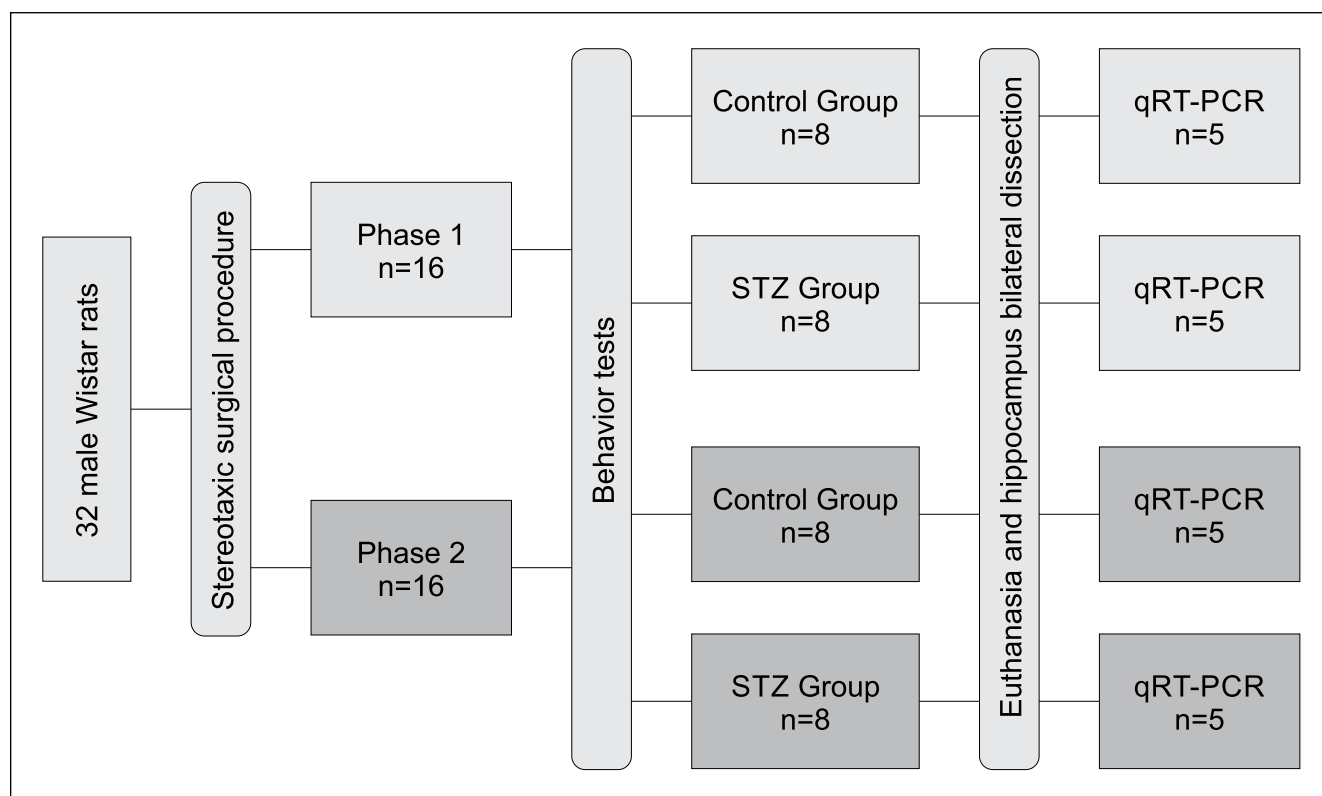 32 male Wistar rats
Stereotaxic surgical procedure
Phase 1
n=16
Phase 2
n=16
Behavior tests
Control Group
n=8
STZ Group
n=8
Control Group
n=8
STZ Group
n=8
Euthanasia and hippocampus bilateral dissection
qRT-PCR
n=5
qRT-PCR
n=5
qRT-PCR
n=5
qRT-PCR
n=5